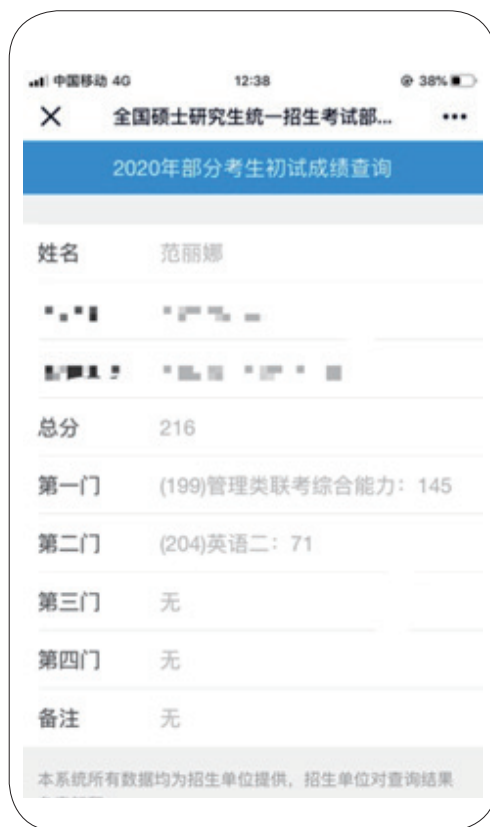 中国移动 4G 12:38 38%
全国硕士研究生统一招生考试部... •••
2020年部分考生初试成绩查询
姓名 范丽娜
总分 216
第一门 (199)管理类联考综合能力：145
第二门 (204)英语二：71
第三门 无
第四门 无
备注 无
本系统所有数据均为招生单位提供，招生单位对查询结果